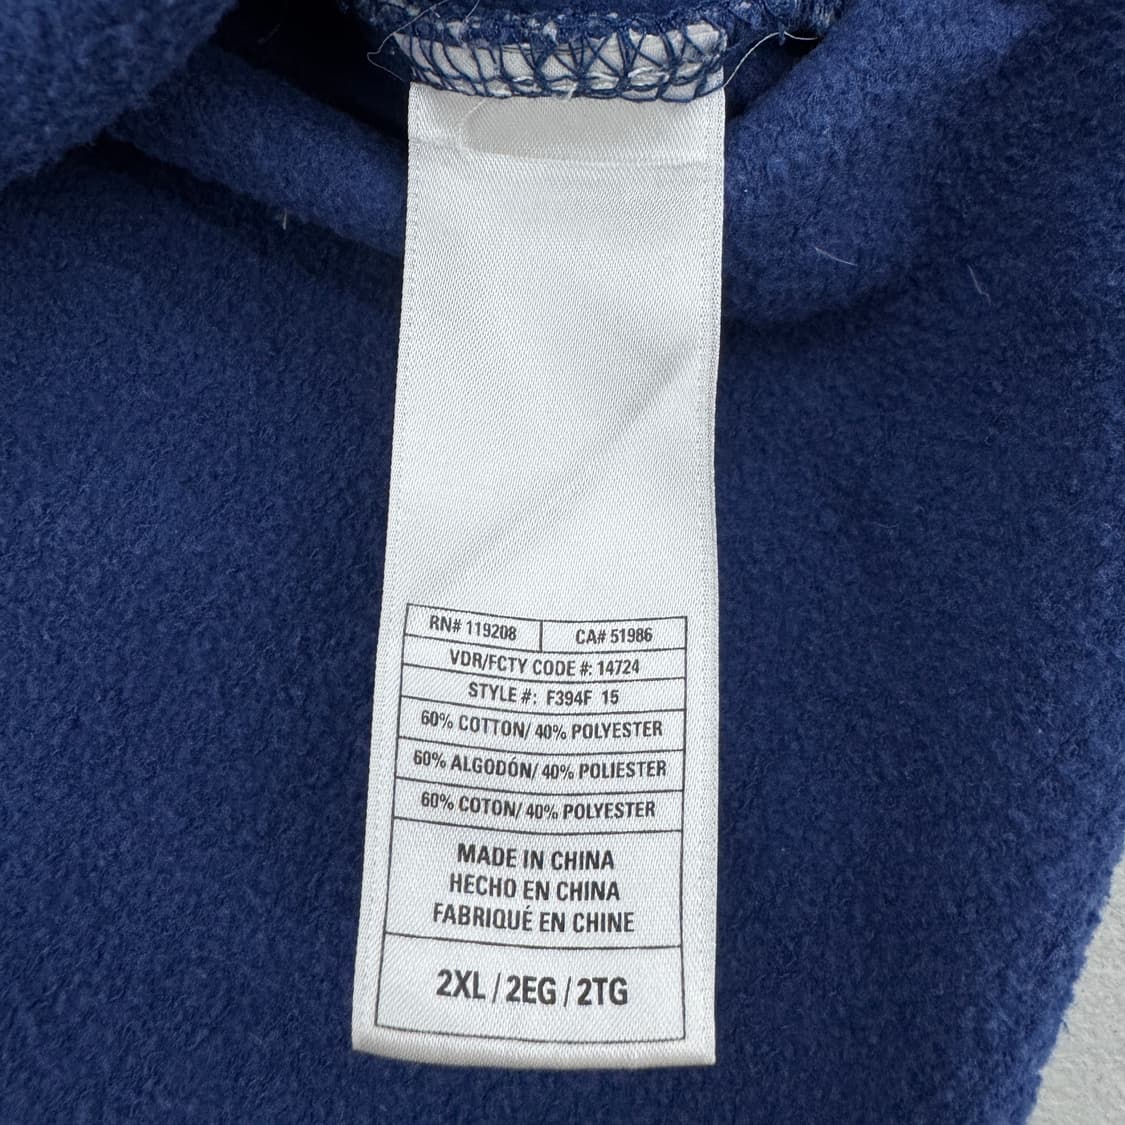 RN# 119208 CA# 51986
VDR/FCTY CODE #: 14724
STYLE #: F394F 15
60% COTTON/ 40% POLYESTER
60% ALGODÓN/ 40% POLIESTER
60% COTON/ 40% POLYESTER
MADE IN CHINA
HECHO EN CHINA
FABRIQUÉ EN CHINE
2XL / 2EG / 2TG